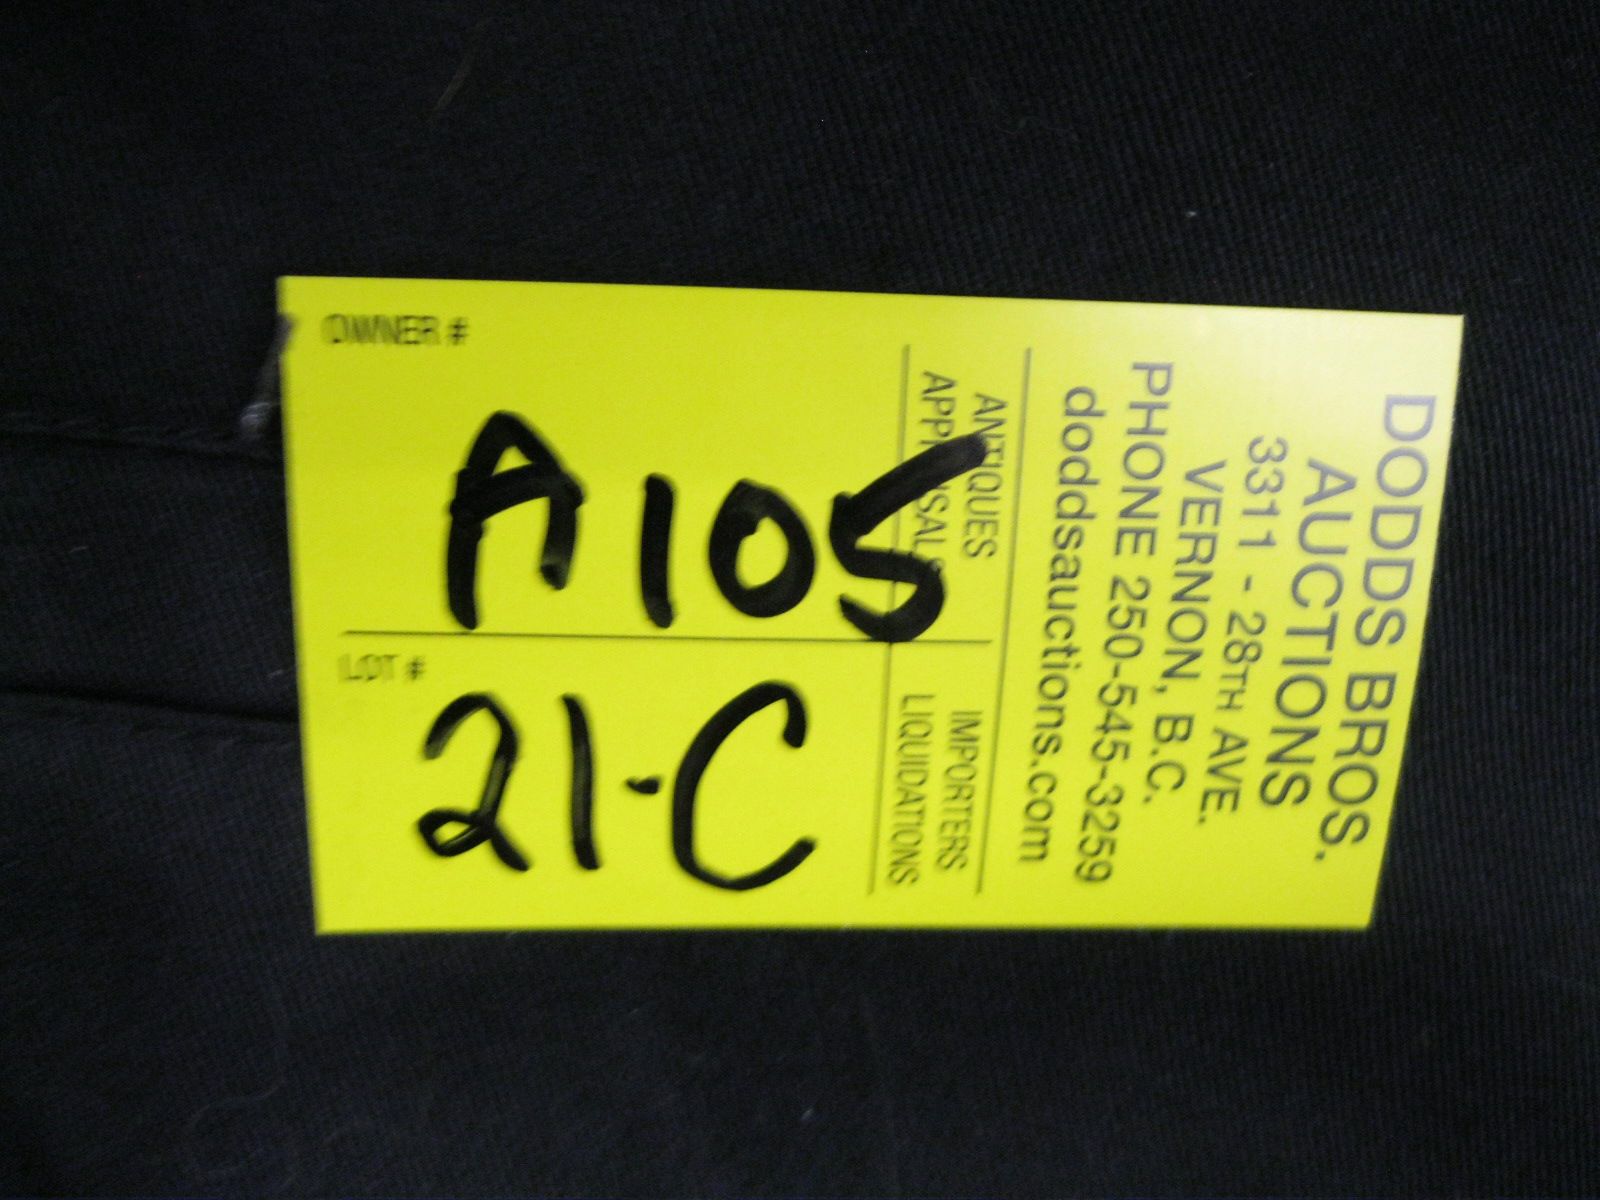 DODDS BROS.
AUCTIONS
3311 - 28TH AVE.
VERNON, B.C.
PHONE 250-545-3259
doddsauctions.com
ANTIQUES
APPRAISALS
IMPORTERS
LIQUIDATIONS
OWNER #
A105
LOT #
21-C